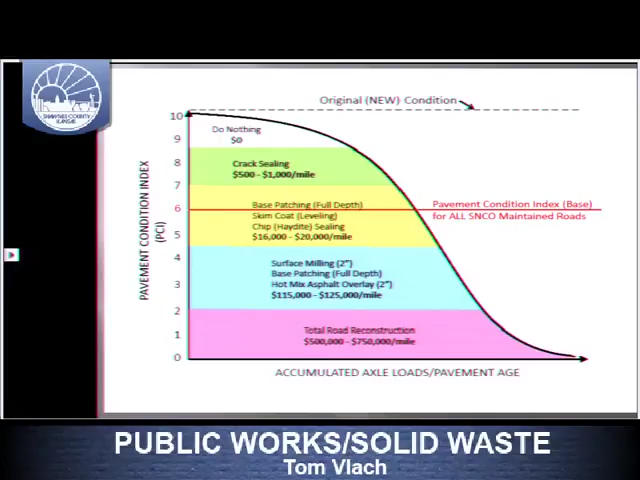 SHAWNEE COUNTY
KANSAS
Original (NEW) Condition
10
9
8
7
6
5
4
3
2
1
0
PAVEMENT CONDITION INDEX
(PCI)
Do Nothing
$0
Crack Sealing
$500 - $1,000/mile
Base Patching (Full Depth)
Skim Coat (Leveling)
Chip (Haydite) Sealing
$16,000 - $20,000/mile
Pavement Condition Index (Base)
for ALL SNCO Maintained Roads
Surface Milling (2")
Base Patching (Full Depth)
Hot Mix Asphalt Overlay (2")
$115,000 - $125,000/mile
Total Road Reconstruction
$500,000 - $750,000/mile
ACCUMULATED AXLE LOADS/PAVEMENT AGE
PUBLIC WORKS/SOLID WASTE
Tom Vlach